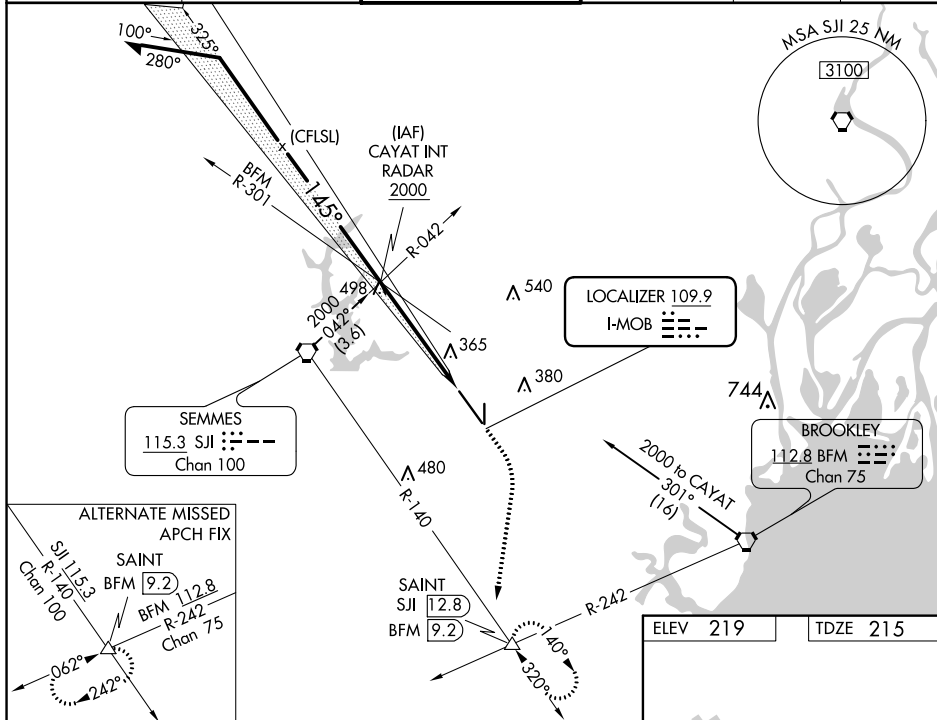 MSA SJI 25 NM
3100
100°
325°
280°
(CFLSL)
(IAF)
CAYAT INT
RADAR
2000
BFM
R-301
145°
R-042
498
2000
042°
(3.6)
540
365
380
LOCALIZER 109.9
I-MOB
744
SEMMES
115.3 SJI
Chan 100
BROOKLEY
112.8 BFM
Chan 75
2000 to CAYAT
301°
(16)
480
R-140
ALTERNATE MISSED
APCH FIX
SJI 115.3
R-140
Chan 100
SAINT
BFM 9.2
BFM 112.8
R-242
Chan 75
062°
242°
SAINT
SJI 12.8
BFM 9.2
R-242
140°
320°
ELEV 219
TDZE 215